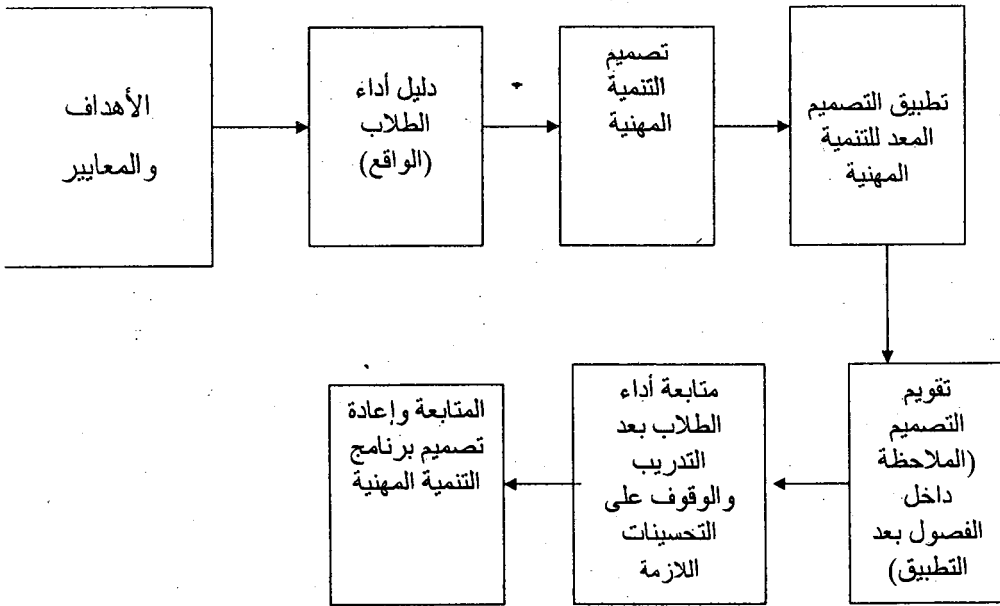 الأهداف
والمعايير
دليل أداء
الطلاب
(الواقع)
تصميم
التنمية
المهنية
تطبيق التصميم
المعد للتنمية
المهنية
تقويم
التصميم
(الملاحظة
داخل
الفصول بعد
التطبيق)
متابعة أداء
الطلاب بعد
التدريب
والوقوف على
التحسينات
اللازمة
المتابعة وإعادة
تصميم برنامج
التنمية المهنية